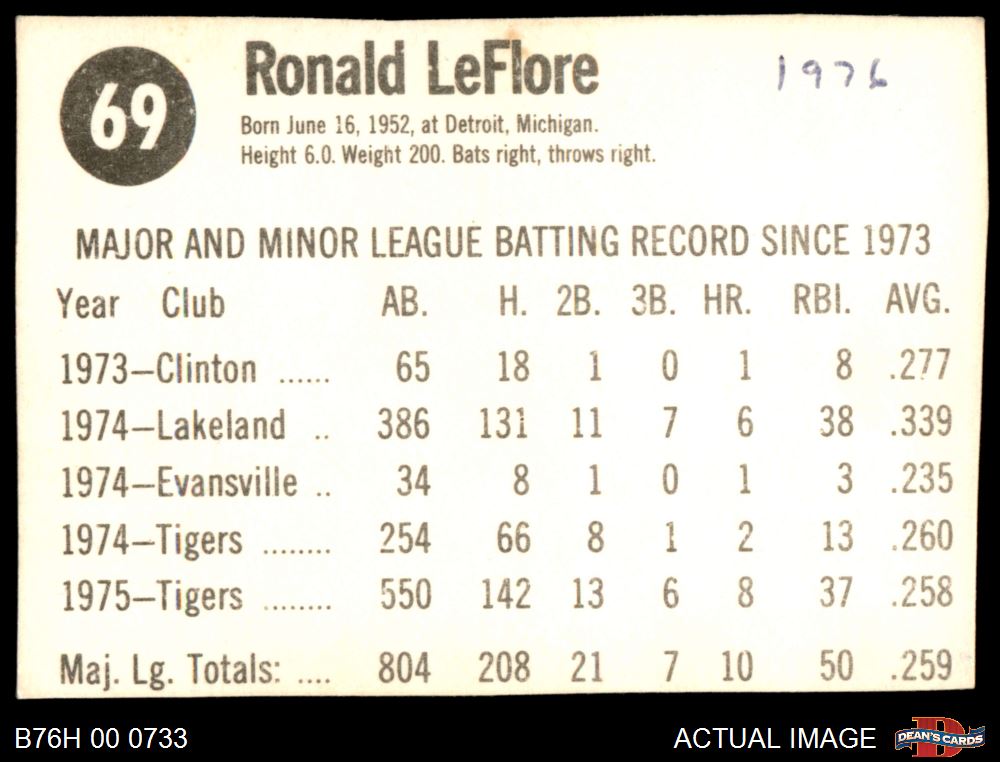 69
Ronald LeFlore
1976
Born June 16, 1952, at Detroit, Michigan.
Height 6.0. Weight 200. Bats right, throws right.
MAJOR AND MINOR LEAGUE BATTING RECORD SINCE 1973
Year Club AB. H. 2B. 3B. HR. RBI. AVG.
1973—Clinton ...... 65 18 1 0 1 8 .277
1974—Lakeland .. 386 131 11 7 6 38 .339
1974—Evansville .. 34 8 1 0 1 3 .235
1974—Tigers ........ 254 66 8 1 2 13 .260
1975—Tigers ........ 550 142 13 6 8 37 .258
Maj. Lg. Totals: .... 804 208 21 7 10 50 .259
B76H 00 0733
ACTUAL IMAGE
DEAN'S CARDS